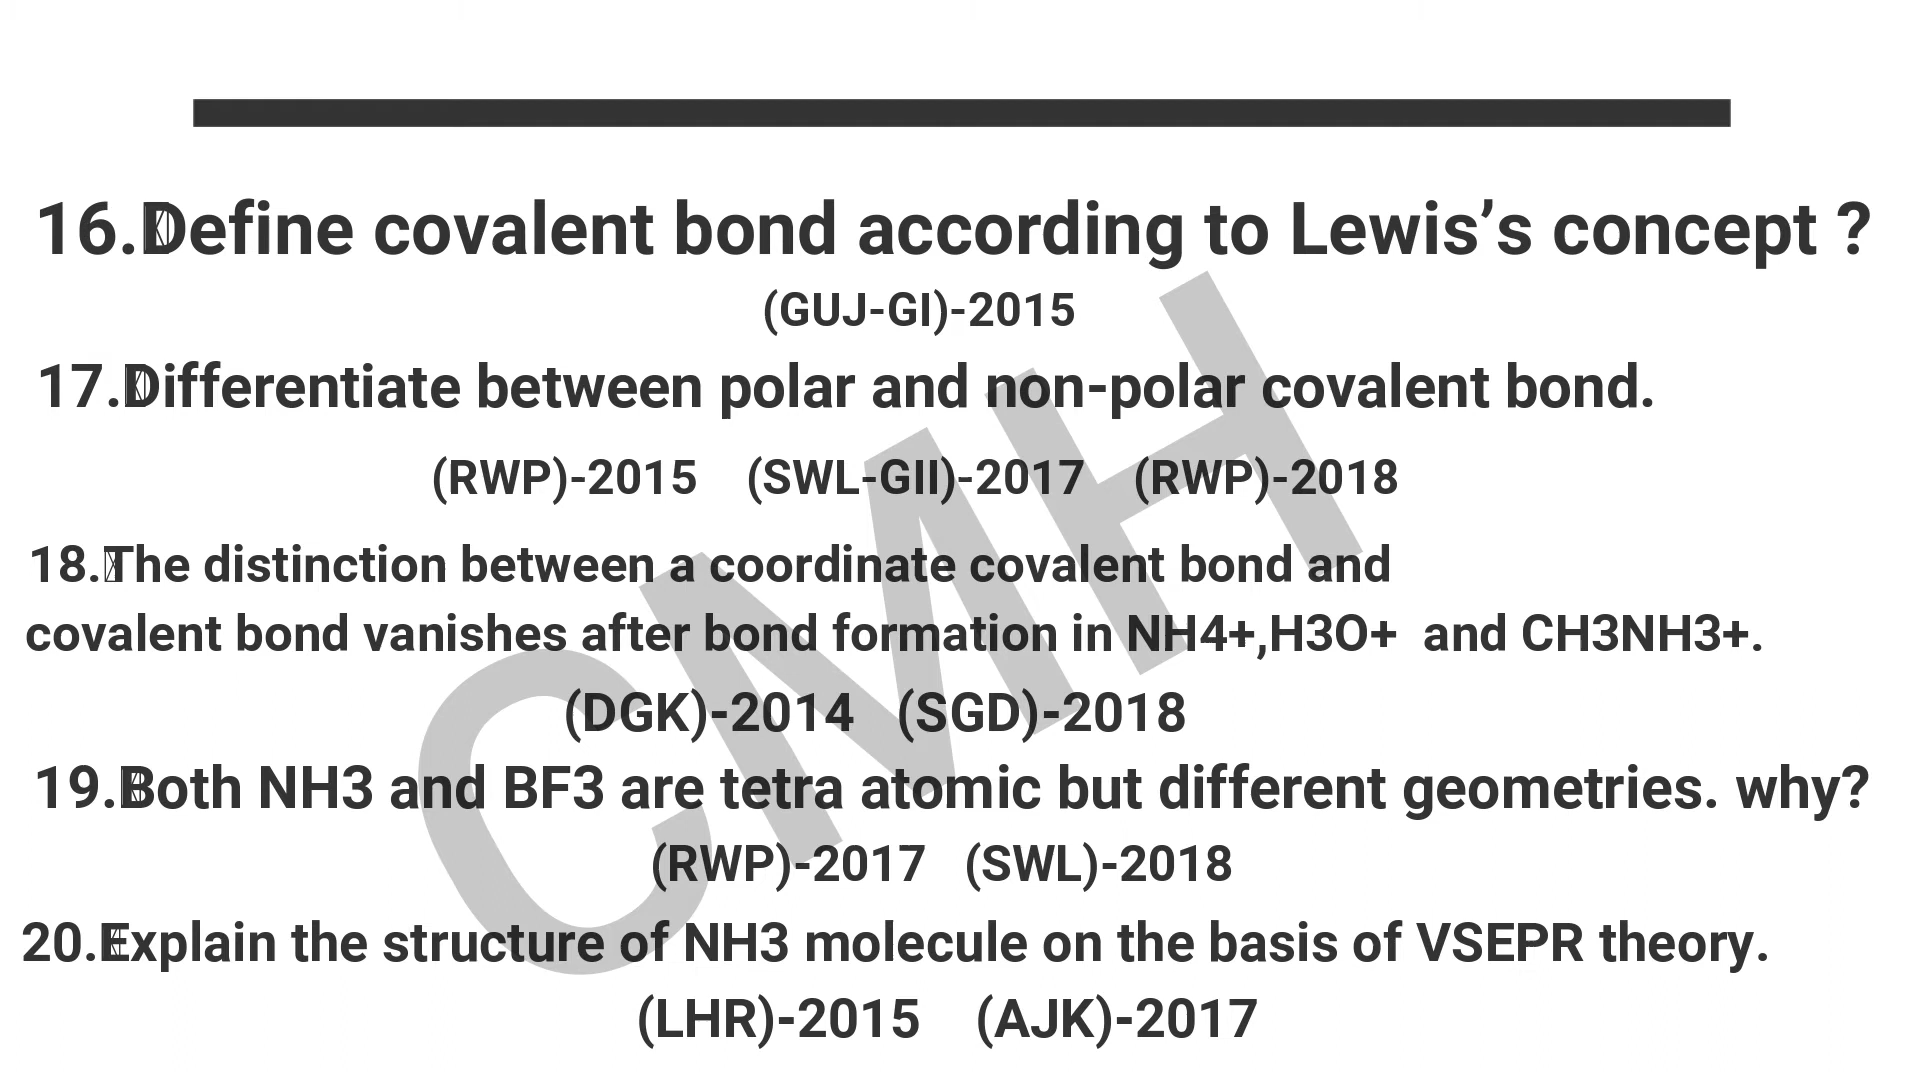 16.Define covalent bond according to Lewis’s concept ?
(GUJ-GI)-2015
17.Differentiate between polar and non-polar covalent bond.
(RWP)-2015 (SWL-GII)-2017 (RWP)-2018
18.The distinction between a coordinate covalent bond and
covalent bond vanishes after bond formation in NH4+,H3O+ and CH3NH3+.
(DGK)-2014 (SGD)-2018
19.Both NH3 and BF3 are tetra atomic but different geometries. why?
(RWP)-2017 (SWL)-2018
20.Explain the structure of NH3 molecule on the basis of VSEPR theory.
(LHR)-2015 (AJK)-2017
CMH